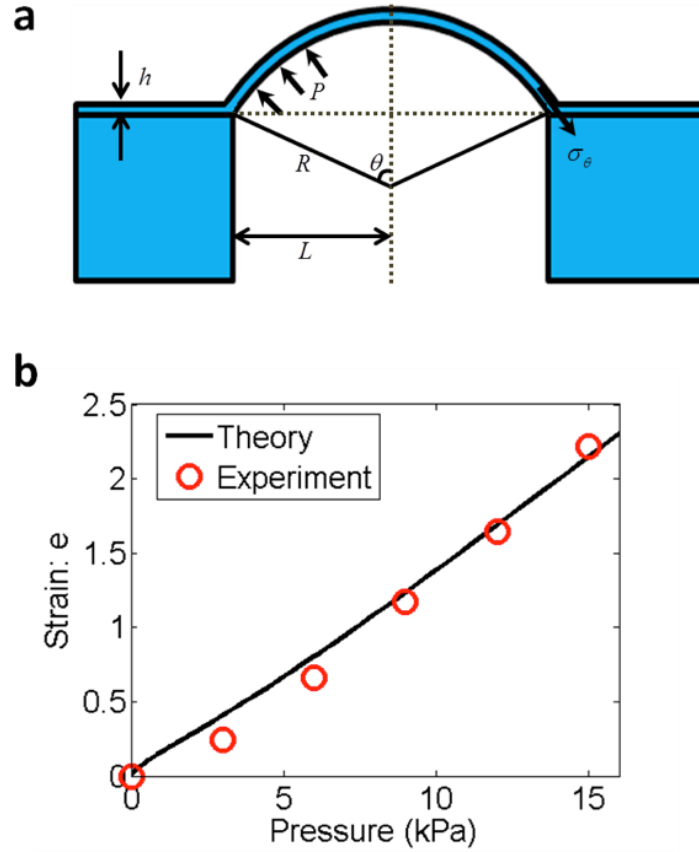 a
h
P
R
θ
σθ
L
b
2.5
2
1.5
1
0.5
0
Strain: e
Theory
Experiment
0
5
10
15
Pressure (kPa)